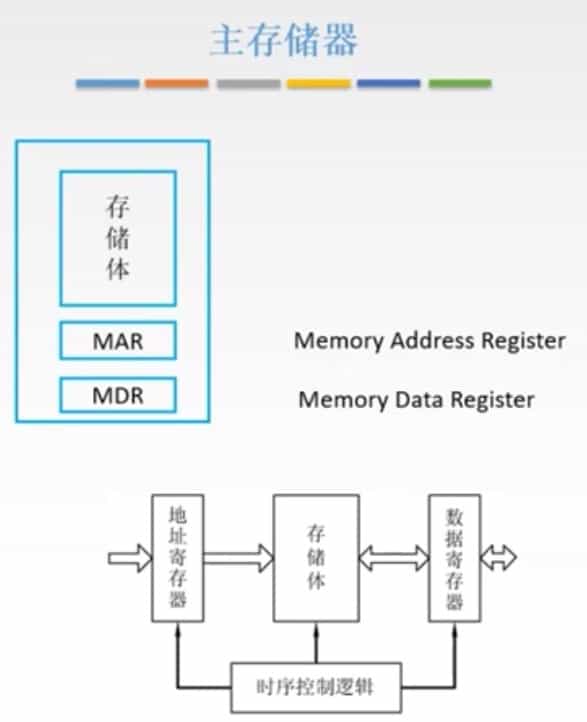 主存储器
存储体
MAR
Memory Address Register
MDR
Memory Data Register
地址寄存器
存储体
数据寄存器
时序控制逻辑